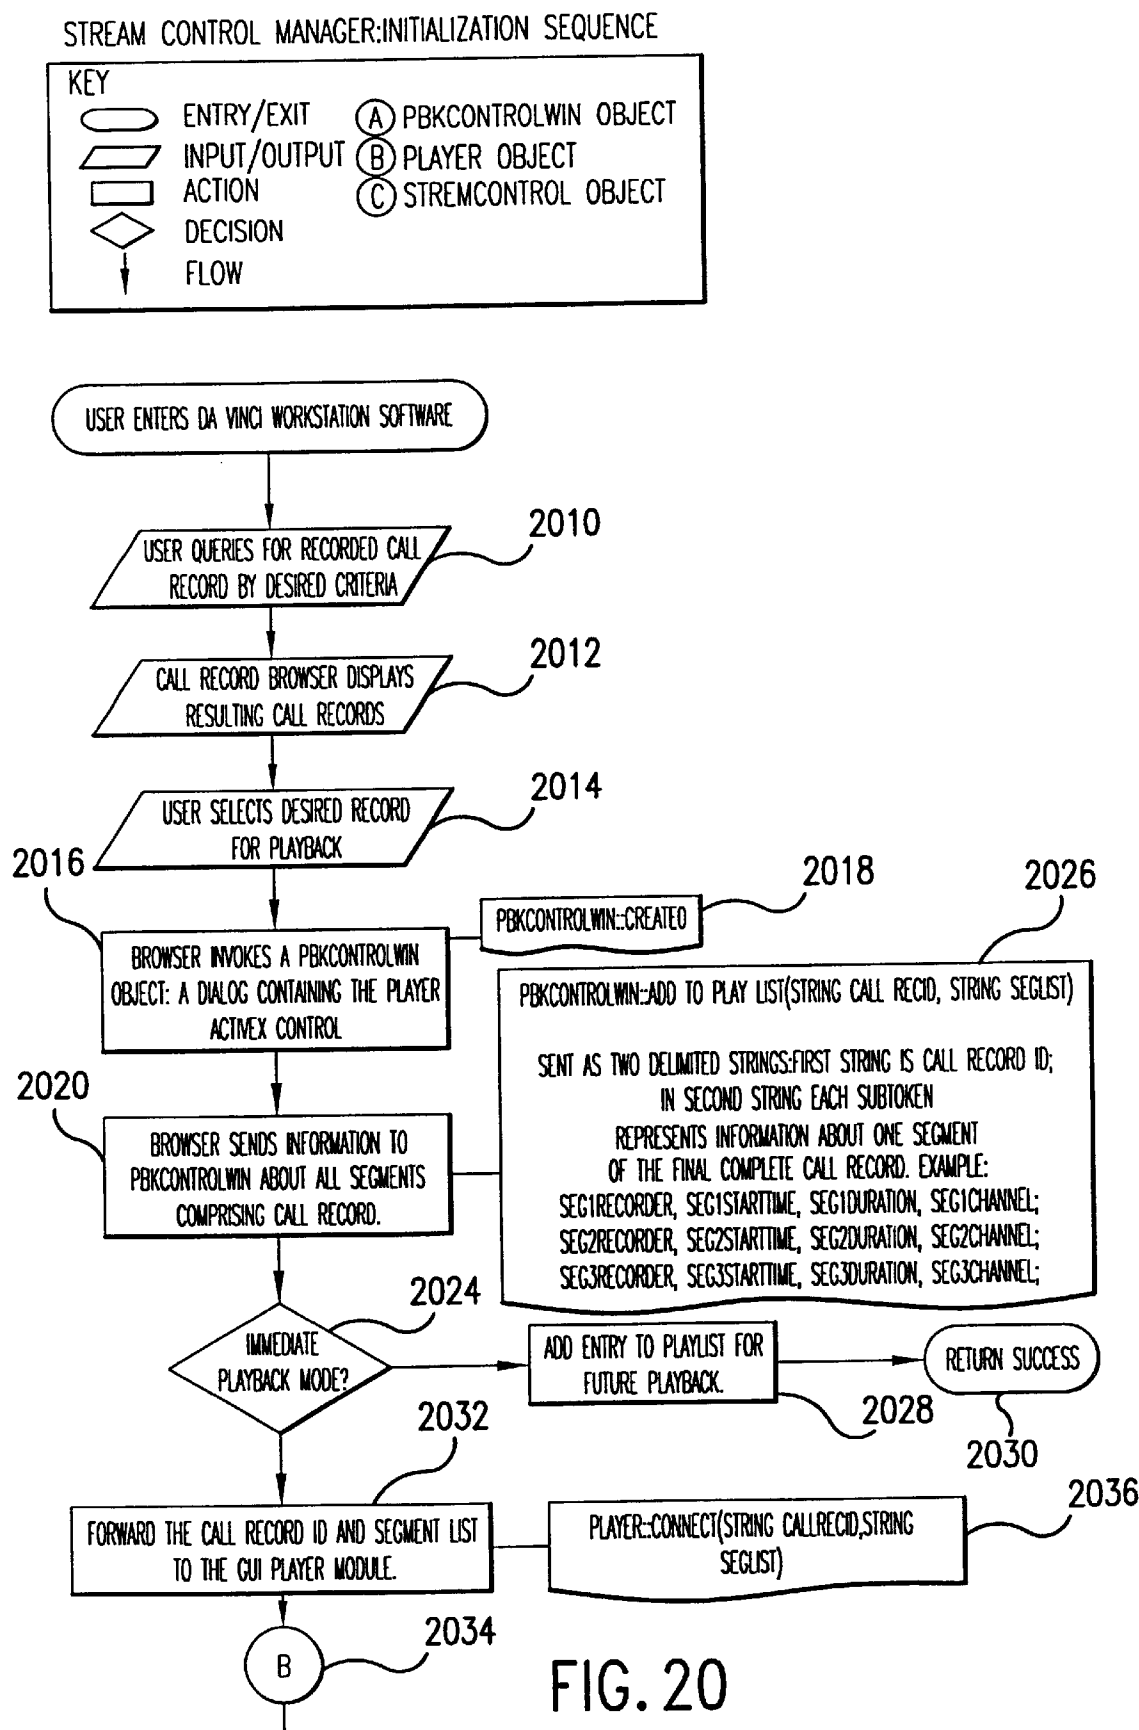 STREAM CONTROL MANAGER:INITIALIZATION SEQUENCE
KEY
ENTRY/EXIT
INPUT/OUTPUT
ACTION
DECISION
FLOW
A PBKCONTROLWIN OBJECT
B PLAYER OBJECT
C STREMCONTROL OBJECT
USER ENTERS DA VINCI WORKSTATION SOFTWARE
2010
USER QUERIES FOR RECORDED CALL
RECORD BY DESIRED CRITERIA
2012
CALL RECORD BROWSER DISPLAYS
RESULTING CALL RECORDS
2014
USER SELECTS DESIRED RECORD
FOR PLAYBACK
2016
BROWSER INVOKES A PBKCONTROLWIN
OBJECT: A DIALOG CONTAINING THE PLAYER
ACTIVEX CONTROL
2018
PBKCONTROLWIN::CREATED
2026
PBKCONTROLWIN::ADD TO PLAY LIST(STRING CALL RECID, STRING SEGLIST)
SENT AS TWO DELIMITED STRINGS:FIRST STRING IS CALL RECORD ID;
IN SECOND STRING EACH SUBTOKEN
REPRESENTS INFORMATION ABOUT ONE SEGMENT
OF THE FINAL COMPLETE CALL RECORD. EXAMPLE:
SEG1RECORDER, SEG1STARTTIME, SEG1DURATION, SEG1CHANNEL;
SEG2RECORDER, SEG2STARTTIME, SEG2DURATION, SEG2CHANNEL;
SEG3RECORDER, SEG3STARTTIME, SEG3DURATION, SEG3CHANNEL;
2020
BROWSER SENDS INFORMATION TO
PBKCONTROLWIN ABOUT ALL SEGMENTS
COMPRISING CALL RECORD.
2024
IMMEDIATE
PLAYBACK MODE?
ADD ENTRY TO PLAYLIST FOR
FUTURE PLAYBACK.
2028
RETURN SUCCESS
2030
2032
FORWARD THE CALL RECORD ID AND SEGMENT LIST
TO THE GUI PLAYER MODULE.
2036
PLAYER::CONNECT(STRING CALLRECID,STRING
SEGLIST)
B
2034
FIG. 20